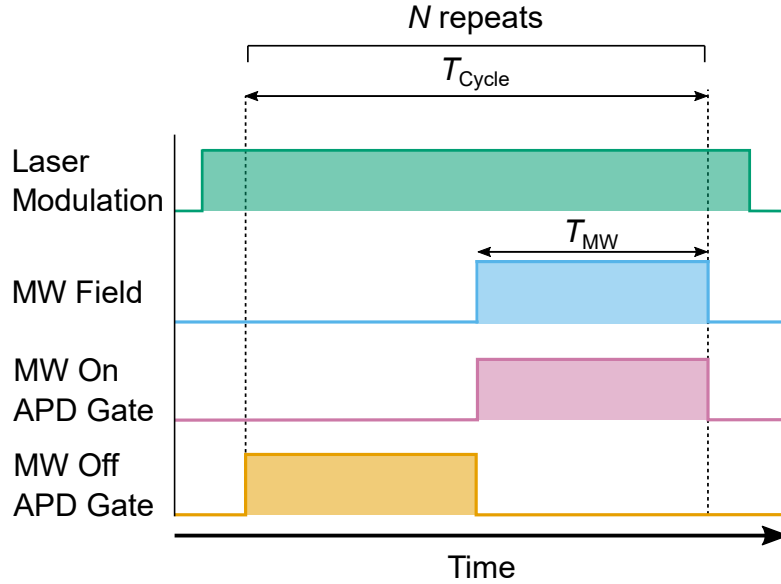 N repeats
T_Cycle
Laser
Modulation
T_MW
MW Field
MW On
APD Gate
MW Off
APD Gate
Time